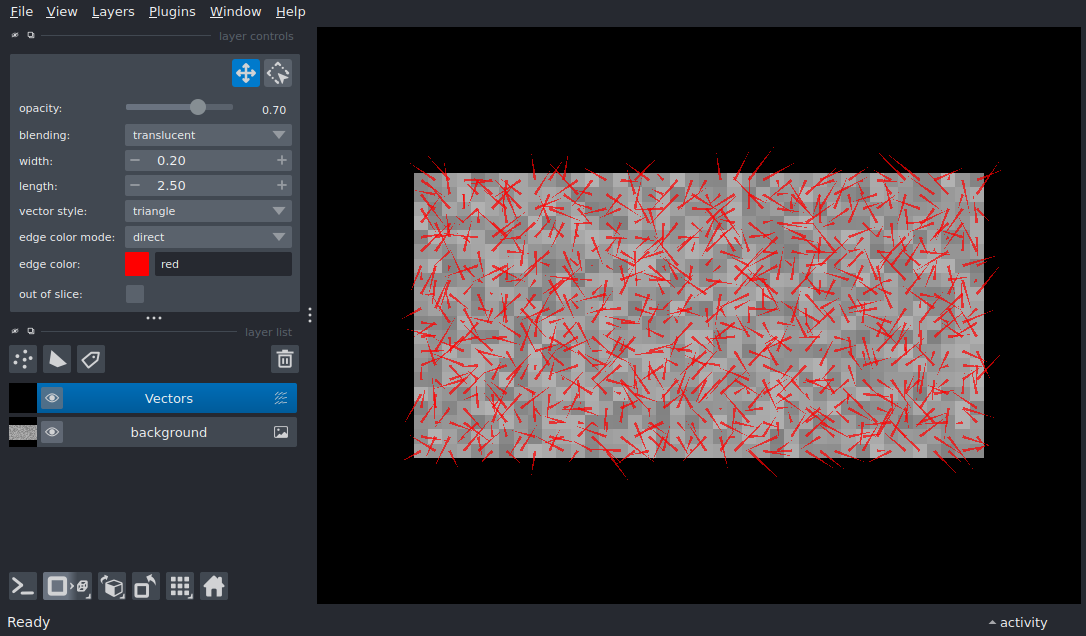 File View Layers Plugins Window Help
layer controls
opacity: 0.70
blending: translucent
width: 0.20
length: 2.50
vector style: triangle
edge color mode: direct
edge color: red
out of slice:
layer list
Vectors
background
Ready activity